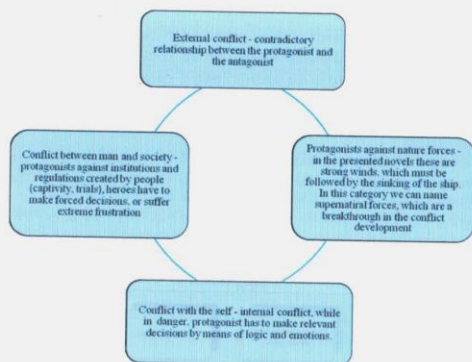 External conflict - contradictory
relationship between the protagonist and
the antagonist
Protagonists against nature forces -
in the presented novels these are
strong winds, which must be
followed by the sinking of the ship.
In this category we can name
supernatiral forces, which are a
breakthrough in the conflict
development
Conflict with the self - internal conflict, while
in danger, protagonist has to make relevant
decisions by means of logic and emotions.
Conflict between man and society -
protagonists against institutions and
regulations created by people
(captivity, trials), heroes have to
make forced decisions, or suffer
extreme frustration